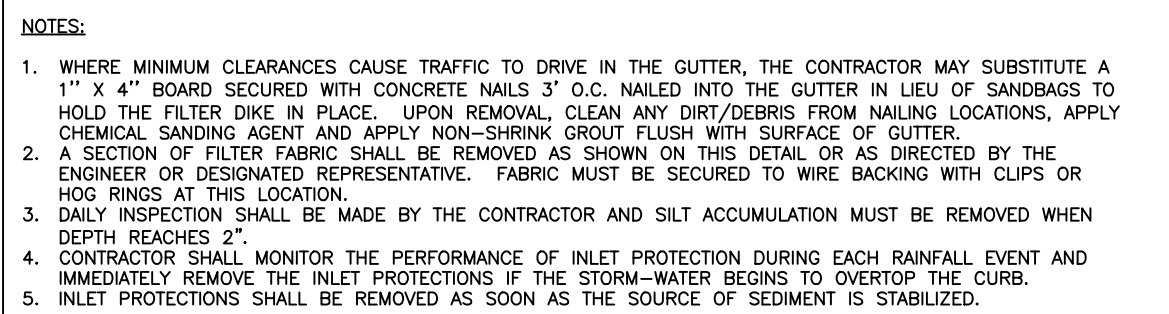 NOTES:
1. WHERE MINIMUM CLEARANCES CAUSE TRAFFIC TO DRIVE IN THE GUTTER, THE CONTRACTOR MAY SUBSTITUTE A
1'' X 4'' BOARD SECURED WITH CONCRETE NAILS 3' O.C. NAILED INTO THE GUTTER IN LIEU OF SANDBAGS TO
HOLD THE FILTER DIKE IN PLACE. UPON REMOVAL, CLEAN ANY DIRT/DEBRIS FROM NAILING LOCATIONS, APPLY
CHEMICAL SANDING AGENT AND APPLY NON-SHRINK GROUT FLUSH WITH SURFACE OF GUTTER.
2. A SECTION OF FILTER FABRIC SHALL BE REMOVED AS SHOWN ON THIS DETAIL OR AS DIRECTED BY THE
ENGINEER OR DESIGNATED REPRESENTATIVE. FABRIC MUST BE SECURED TO WIRE BACKING WITH CLIPS OR
HOG RINGS AT THIS LOCATION.
3. DAILY INSPECTION SHALL BE MADE BY THE CONTRACTOR AND SILT ACCUMULATION MUST BE REMOVED WHEN
DEPTH REACHES 2".
4. CONTRACTOR SHALL MONITOR THE PERFORMANCE OF INLET PROTECTION DURING EACH RAINFALL EVENT AND
IMMEDIATELY REMOVE THE INLET PROTECTIONS IF THE STORM-WATER BEGINS TO OVERTOP THE CURB.
5. INLET PROTECTIONS SHALL BE REMOVED AS SOON AS THE SOURCE OF SEDIMENT IS STABILIZED.